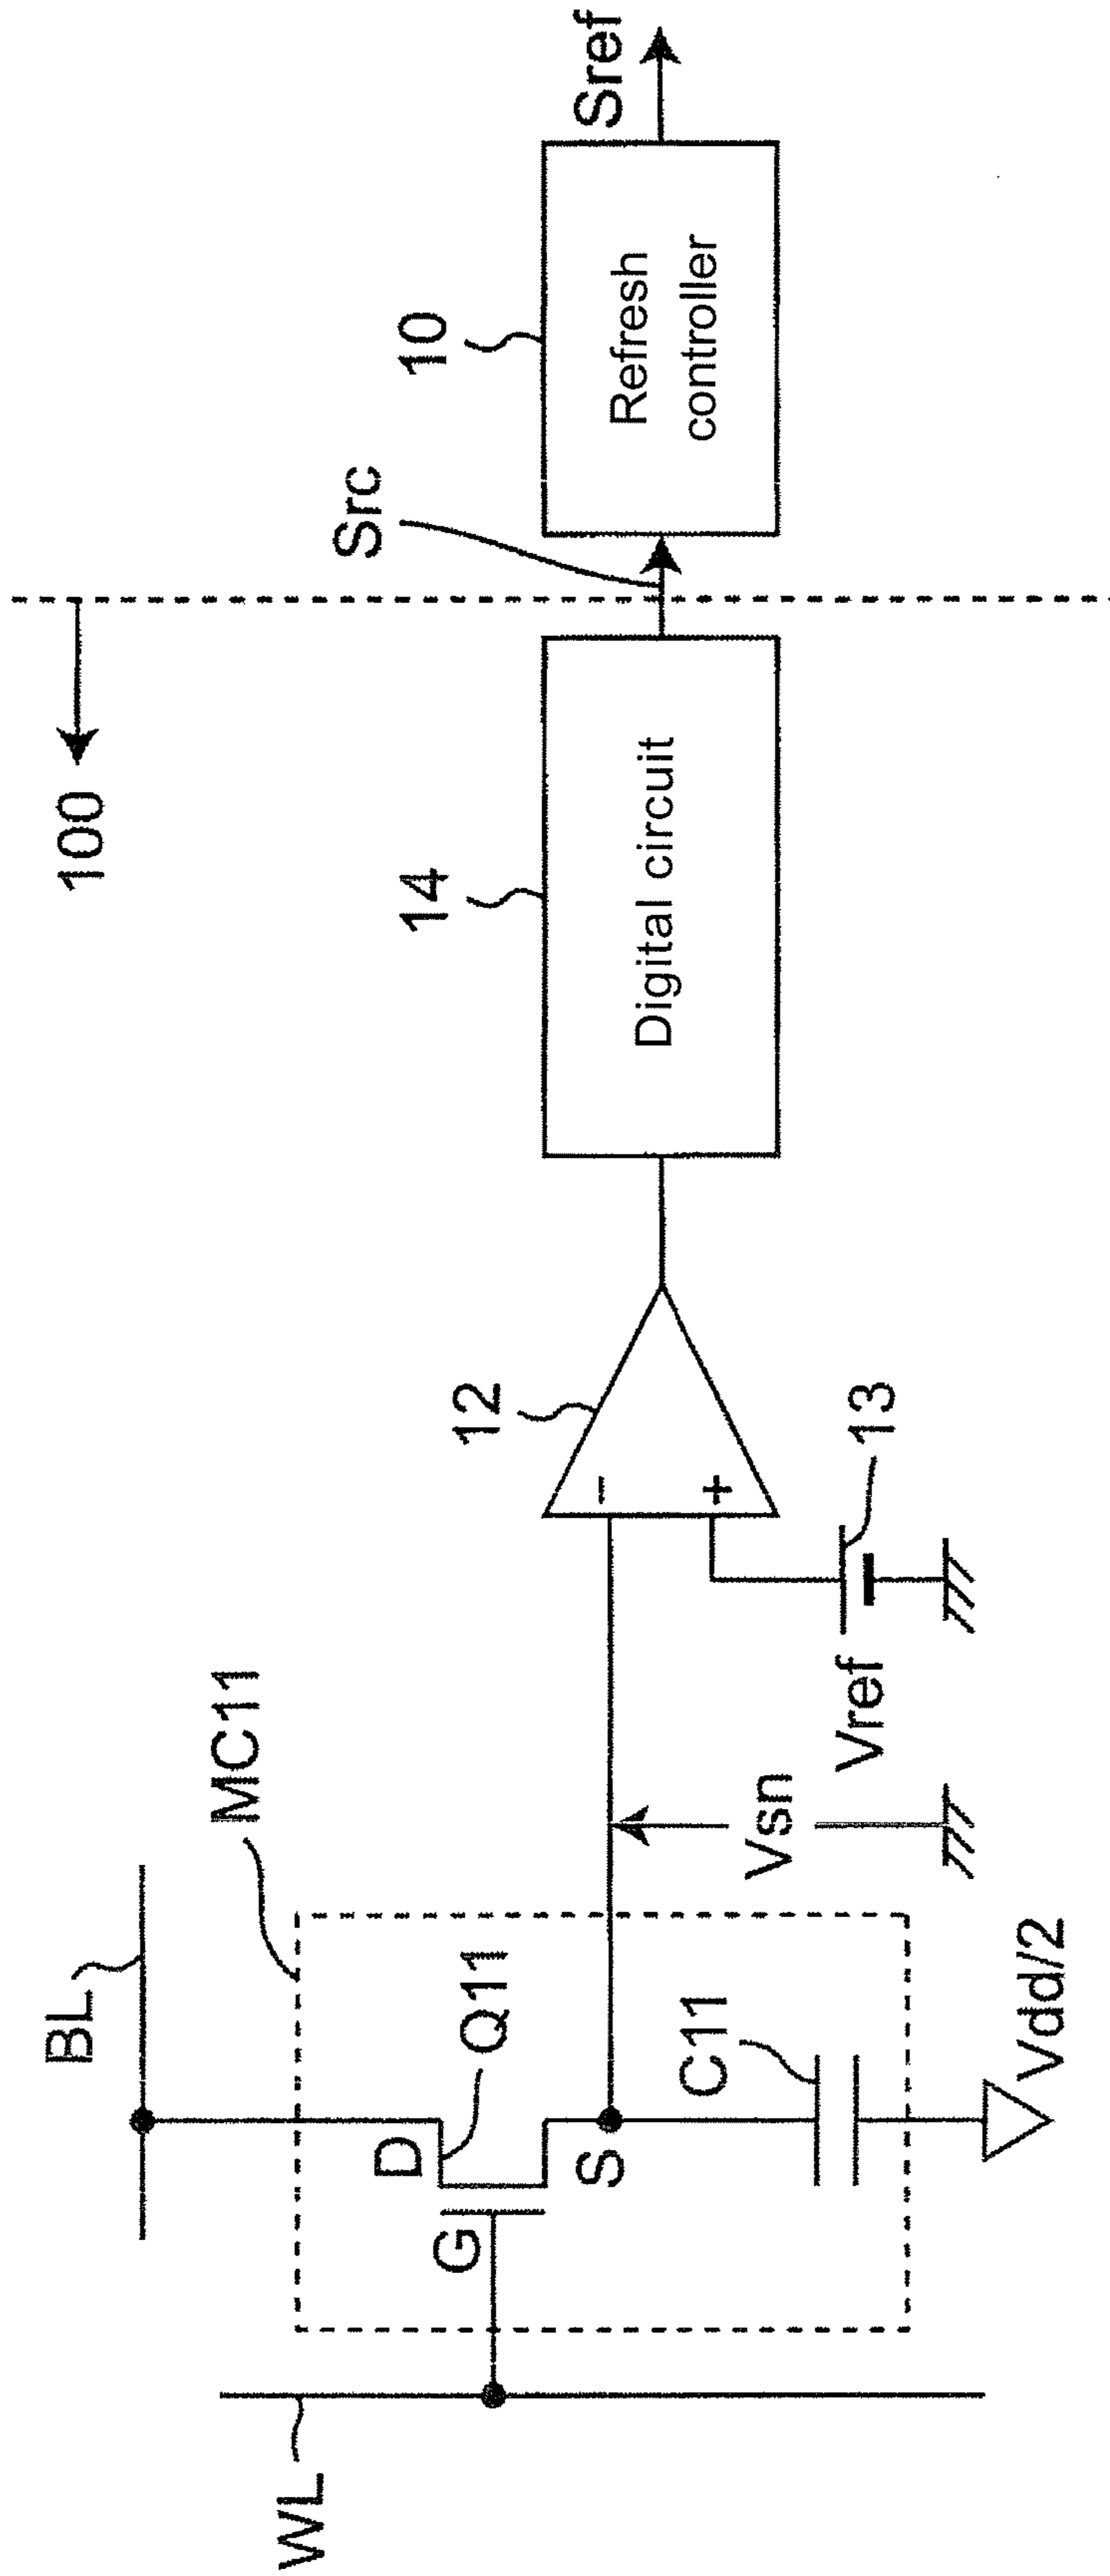 WL
BL
MC11
G
D
Q11
S
C11
Vdd/2
Vsn
Vref
13
12
−
+
14
Digital circuit
100
Src
10
Refresh
controller
Sref